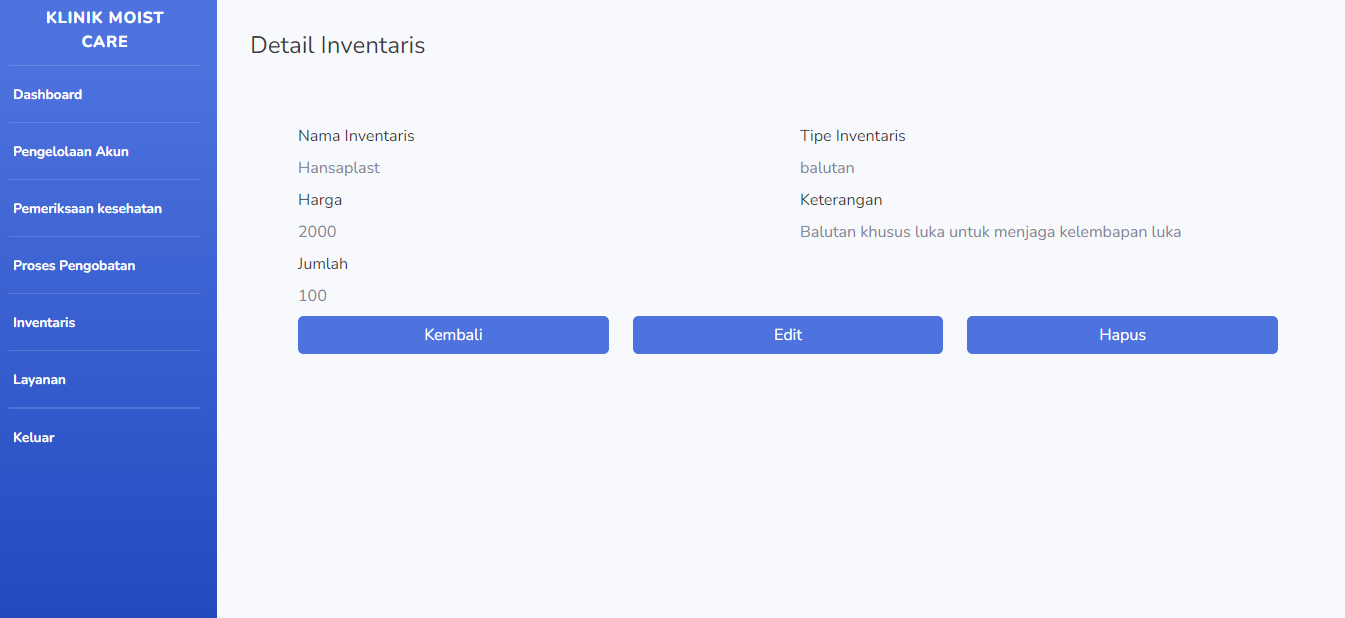 KLINIK MOIST
CARE
Dashboard
Pengelolaan Akun
Pemeriksaan kesehatan
Proses Pengobatan
Inventaris
Layanan
Keluar
Detail Inventaris
Nama Inventaris
Hansaplast
Harga
2000
Jumlah
100
Tipe Inventaris
balutan
Keterangan
Balutan khusus luka untuk menjaga kelembapan luka
Kembali
Edit
Hapus